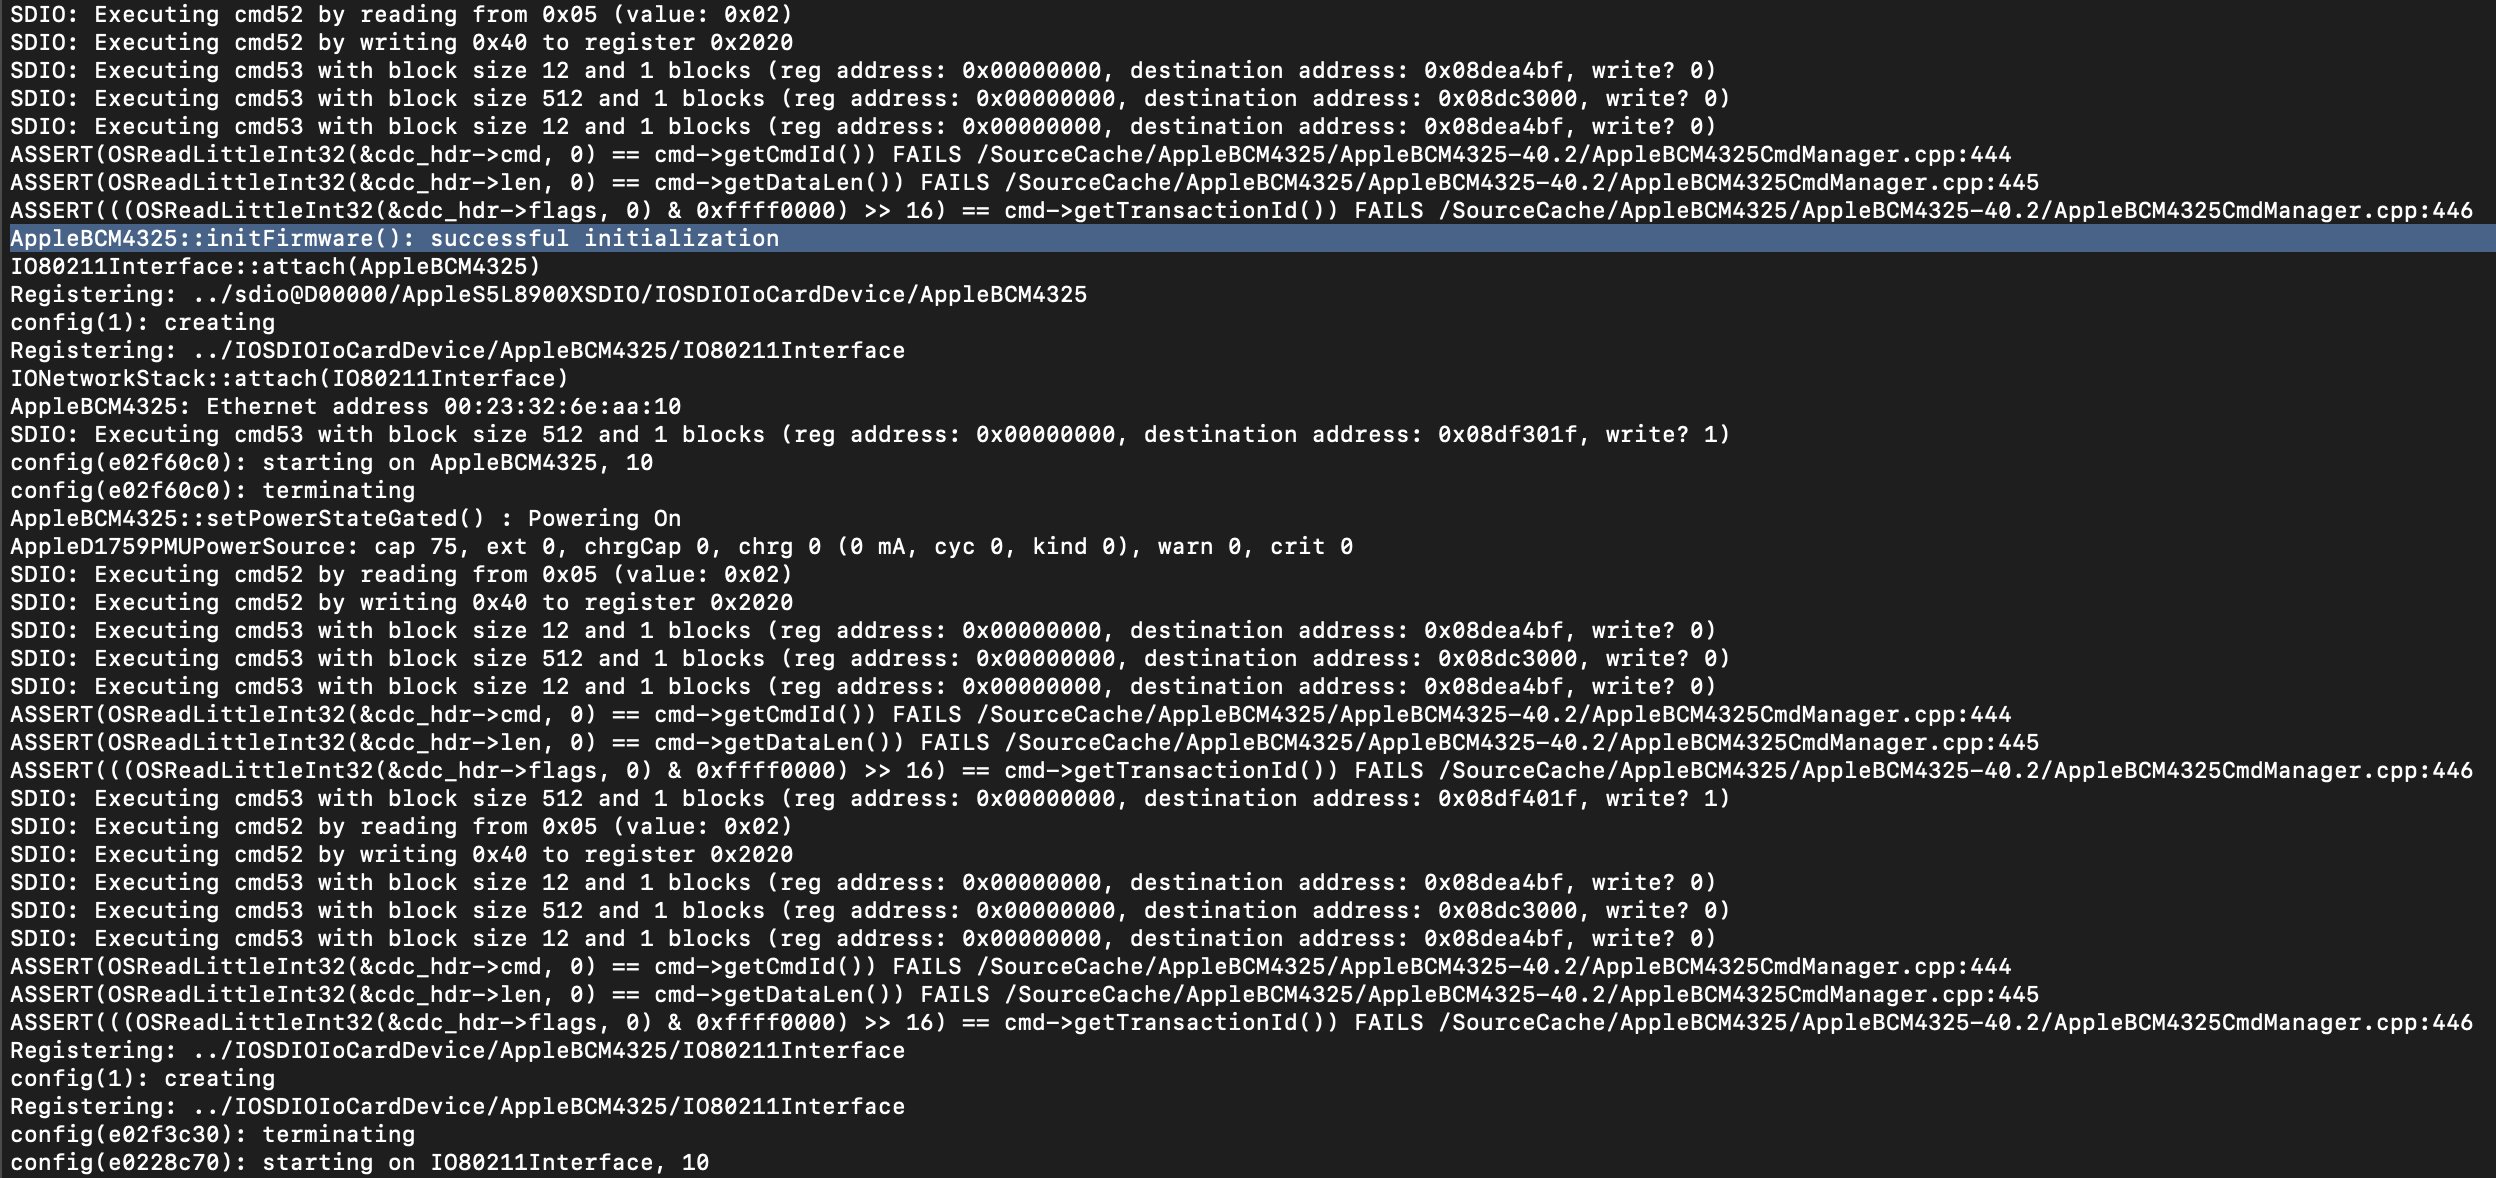 SDIO: Executing cmd52 by reading from 0x05 (value: 0x02)
SDIO: Executing cmd52 by writing 0x40 to register 0x2020
SDIO: Executing cmd53 with block size 12 and 1 blocks (reg address: 0x00000000, destination address: 0x08dea4bf, write? 0)
SDIO: Executing cmd53 with block size 512 and 1 blocks (reg address: 0x00000000, destination address: 0x08dc3000, write? 0)
SDIO: Executing cmd53 with block size 12 and 1 blocks (reg address: 0x00000000, destination address: 0x08dea4bf, write? 0)
ASSERT(OSReadLittleInt32(&cdc_hdr->cmd, 0) == cmd->getCmdId()) FAILS /SourceCache/AppleBCM4325/AppleBCM4325-40.2/AppleBCM4325CmdManager.cpp:444
ASSERT(OSReadLittleInt32(&cdc_hdr->len, 0) == cmd->getDataLen()) FAILS /SourceCache/AppleBCM4325/AppleBCM4325-40.2/AppleBCM4325CmdManager.cpp:445
ASSERT(((OSReadLittleInt32(&cdc_hdr->flags, 0) & 0xffff0000) >> 16) == cmd->getTransactionId()) FAILS /SourceCache/AppleBCM4325/AppleBCM4325-40.2/AppleBCM4325CmdManager.cpp:446
AppleBCM4325::initFirmware(): successful initialization
IO80211Interface::attach(AppleBCM4325)
Registering: ../sdio@D00000/AppleS5L8900XSDIO/IOSDIOIoCardDevice/AppleBCM4325
config(1): creating
Registering: ../IOSDIOIoCardDevice/AppleBCM4325/IO80211Interface
IONetworkStack::attach(IO80211Interface)
AppleBCM4325: Ethernet address 00:23:32:6e:aa:10
SDIO: Executing cmd53 with block size 512 and 1 blocks (reg address: 0x00000000, destination address: 0x08df301f, write? 1)
config(e02f60c0): starting on AppleBCM4325, 10
config(e02f60c0): terminating
AppleBCM4325::setPowerStateGated() : Powering On
AppleD1759PMUPowerSource: cap 75, ext 0, chrgCap 0, chrg 0 (0 mA, cyc 0, kind 0), warn 0, crit 0
SDIO: Executing cmd52 by reading from 0x05 (value: 0x02)
SDIO: Executing cmd52 by writing 0x40 to register 0x2020
SDIO: Executing cmd53 with block size 12 and 1 blocks (reg address: 0x00000000, destination address: 0x08dea4bf, write? 0)
SDIO: Executing cmd53 with block size 512 and 1 blocks (reg address: 0x00000000, destination address: 0x08dc3000, write? 0)
SDIO: Executing cmd53 with block size 12 and 1 blocks (reg address: 0x00000000, destination address: 0x08dea4bf, write? 0)
ASSERT(OSReadLittleInt32(&cdc_hdr->cmd, 0) == cmd->getCmdId()) FAILS /SourceCache/AppleBCM4325/AppleBCM4325-40.2/AppleBCM4325CmdManager.cpp:444
ASSERT(OSReadLittleInt32(&cdc_hdr->len, 0) == cmd->getDataLen()) FAILS /SourceCache/AppleBCM4325/AppleBCM4325-40.2/AppleBCM4325CmdManager.cpp:445
ASSERT(((OSReadLittleInt32(&cdc_hdr->flags, 0) & 0xffff0000) >> 16) == cmd->getTransactionId()) FAILS /SourceCache/AppleBCM4325/AppleBCM4325-40.2/AppleBCM4325CmdManager.cpp:446
SDIO: Executing cmd53 with block size 512 and 1 blocks (reg address: 0x00000000, destination address: 0x08df401f, write? 1)
SDIO: Executing cmd52 by reading from 0x05 (value: 0x02)
SDIO: Executing cmd52 by writing 0x40 to register 0x2020
SDIO: Executing cmd53 with block size 12 and 1 blocks (reg address: 0x00000000, destination address: 0x08dea4bf, write? 0)
SDIO: Executing cmd53 with block size 512 and 1 blocks (reg address: 0x00000000, destination address: 0x08dc3000, write? 0)
SDIO: Executing cmd53 with block size 12 and 1 blocks (reg address: 0x00000000, destination address: 0x08dea4bf, write? 0)
ASSERT(OSReadLittleInt32(&cdc_hdr->cmd, 0) == cmd->getCmdId()) FAILS /SourceCache/AppleBCM4325/AppleBCM4325-40.2/AppleBCM4325CmdManager.cpp:444
ASSERT(OSReadLittleInt32(&cdc_hdr->len, 0) == cmd->getDataLen()) FAILS /SourceCache/AppleBCM4325/AppleBCM4325-40.2/AppleBCM4325CmdManager.cpp:445
ASSERT(((OSReadLittleInt32(&cdc_hdr->flags, 0) & 0xffff0000) >> 16) == cmd->getTransactionId()) FAILS /SourceCache/AppleBCM4325/AppleBCM4325-40.2/AppleBCM4325CmdManager.cpp:446
Registering: ../IOSDIOIoCardDevice/AppleBCM4325/IO80211Interface
config(1): creating
Registering: ../IOSDIOIoCardDevice/AppleBCM4325/IO80211Interface
config(e02f3c30): terminating
config(e0228c70): starting on IO80211Interface, 10